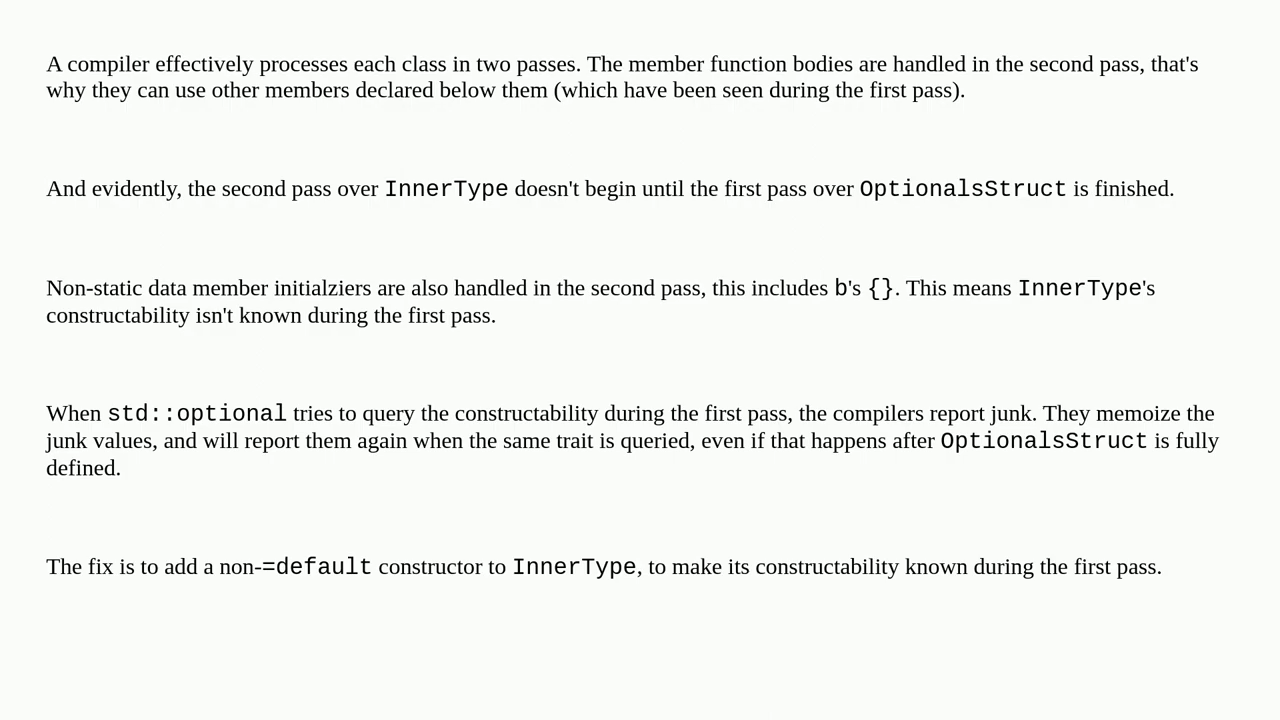 A compiler effectively processes each class in two passes. The member function bodies are handled in the second pass, that's
why they can use other members declared below them (which have been seen during the first pass).
And evidently, the second pass over InnerType doesn't begin until the first pass over OptionalsStruct is finished.
Non-static data member initialziers are also handled in the second pass, this includes b's {}. This means InnerType's
constructability isn't known during the first pass.
When std::optional tries to query the constructability during the first pass, the compilers report junk. They memoize the
junk values, and will report them again when the same trait is queried, even if that happens after OptionalsStruct is fully
defined.
The fix is to add a non-=default constructor to InnerType, to make its constructability known during the first pass.